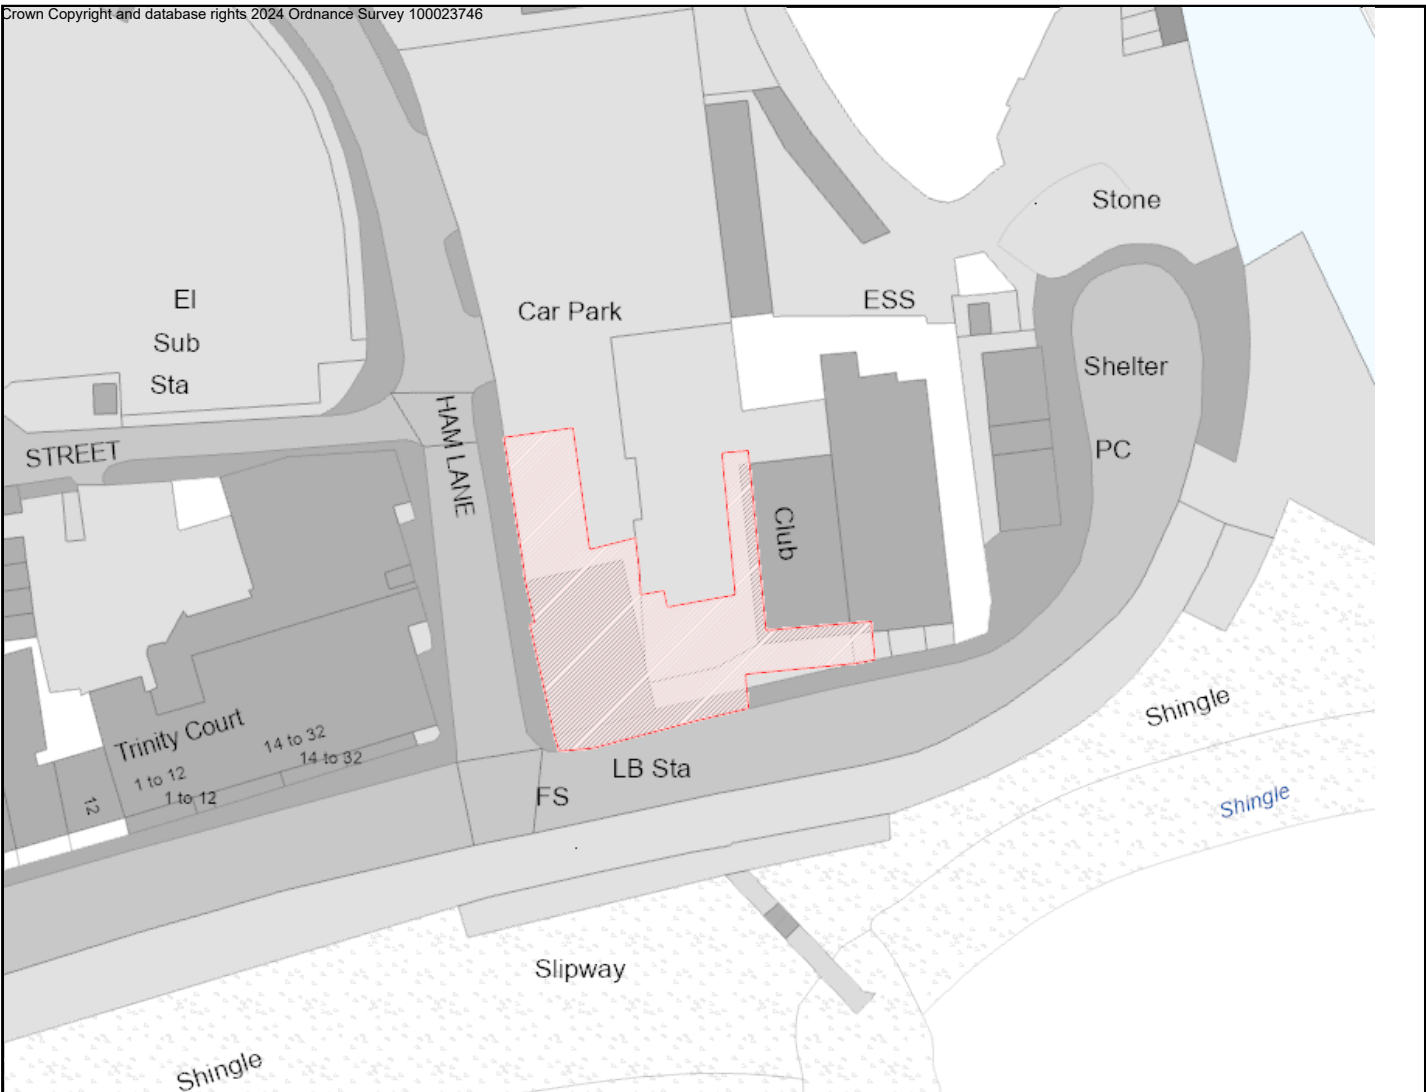 Crown Copyright and database rights 2024 Ordnance Survey 100023746
Stone
El
Sub
Sta
Car Park
ESS
Shelter
HAM LANE
STREET
PC
Club
Trinity Court
14 to 32
14 to 32
1 to 12
1 to 12
12
LB Sta
FS
Shingle
Shingle
Slipway
Shingle